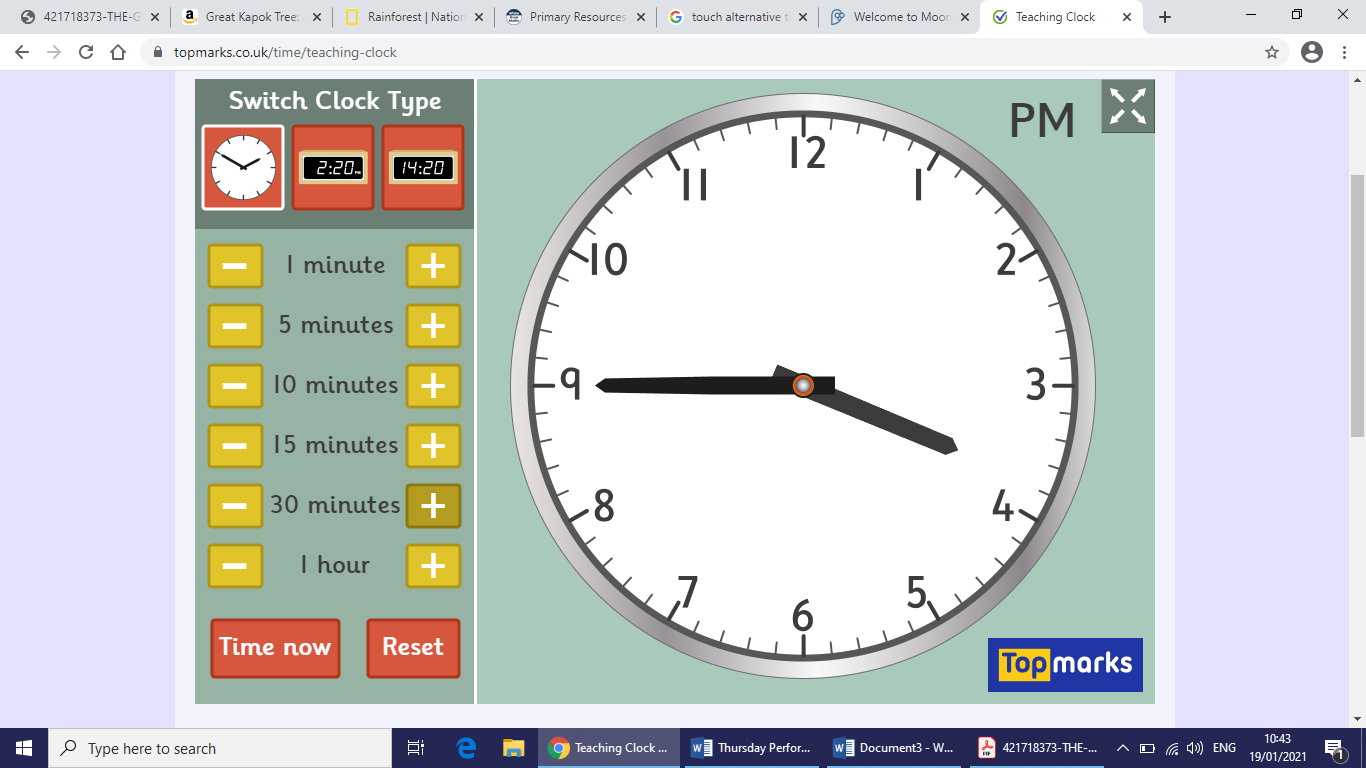 421718373-THE-G
Great Kapok Tree:
Rainforest | Nation
Primary Resources
touch alternative t
Welcome to Moor
Teaching Clock
topmarks.co.uk/time/teaching-clock
Switch Clock Type
2:20 PM
14:20
1 minute
5 minutes
10 minutes
15 minutes
30 minutes
1 hour
Time now
Reset
PM
12
11
1
10
2
9
3
8
4
7
5
6
Topmarks
Type here to search
Teaching Clock ...
Thursday Perfor...
Document3 - W...
421718373-THE-...
ENG
10:43
19/01/2021
1